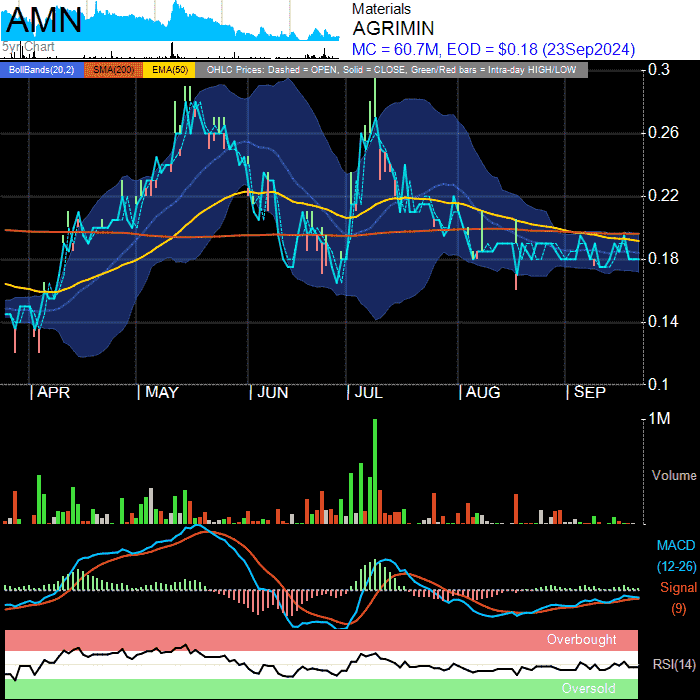 AMN
5yr Chart
Materials
AGRIMIN
MC = 60.7M, EOD = $0.18 (23Sep2024)
BollBands(20,2) SMA(200) EMA(50) OHLC Prices: Dashed = OPEN, Solid = CLOSE, Green/Red bars = Intra-day HIGH/LOW
0.3
0.26
0.22
0.18
0.14
0.1
APR MAY JUN JUL AUG SEP
1M
Volume
MACD
(12-26)
Signal
(9)
Overbought
RSI(14)
Oversold